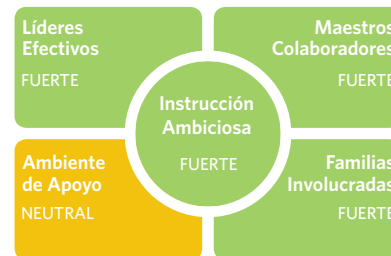 Líderes
Efectivos
FUERTE
Maestros
Colaboradores
FUERTE
Instrucción
Ambiciosa
FUERTE
Ambiente
de Apoyo
NEUTRAL
Familias
Involucradas
FUERTE